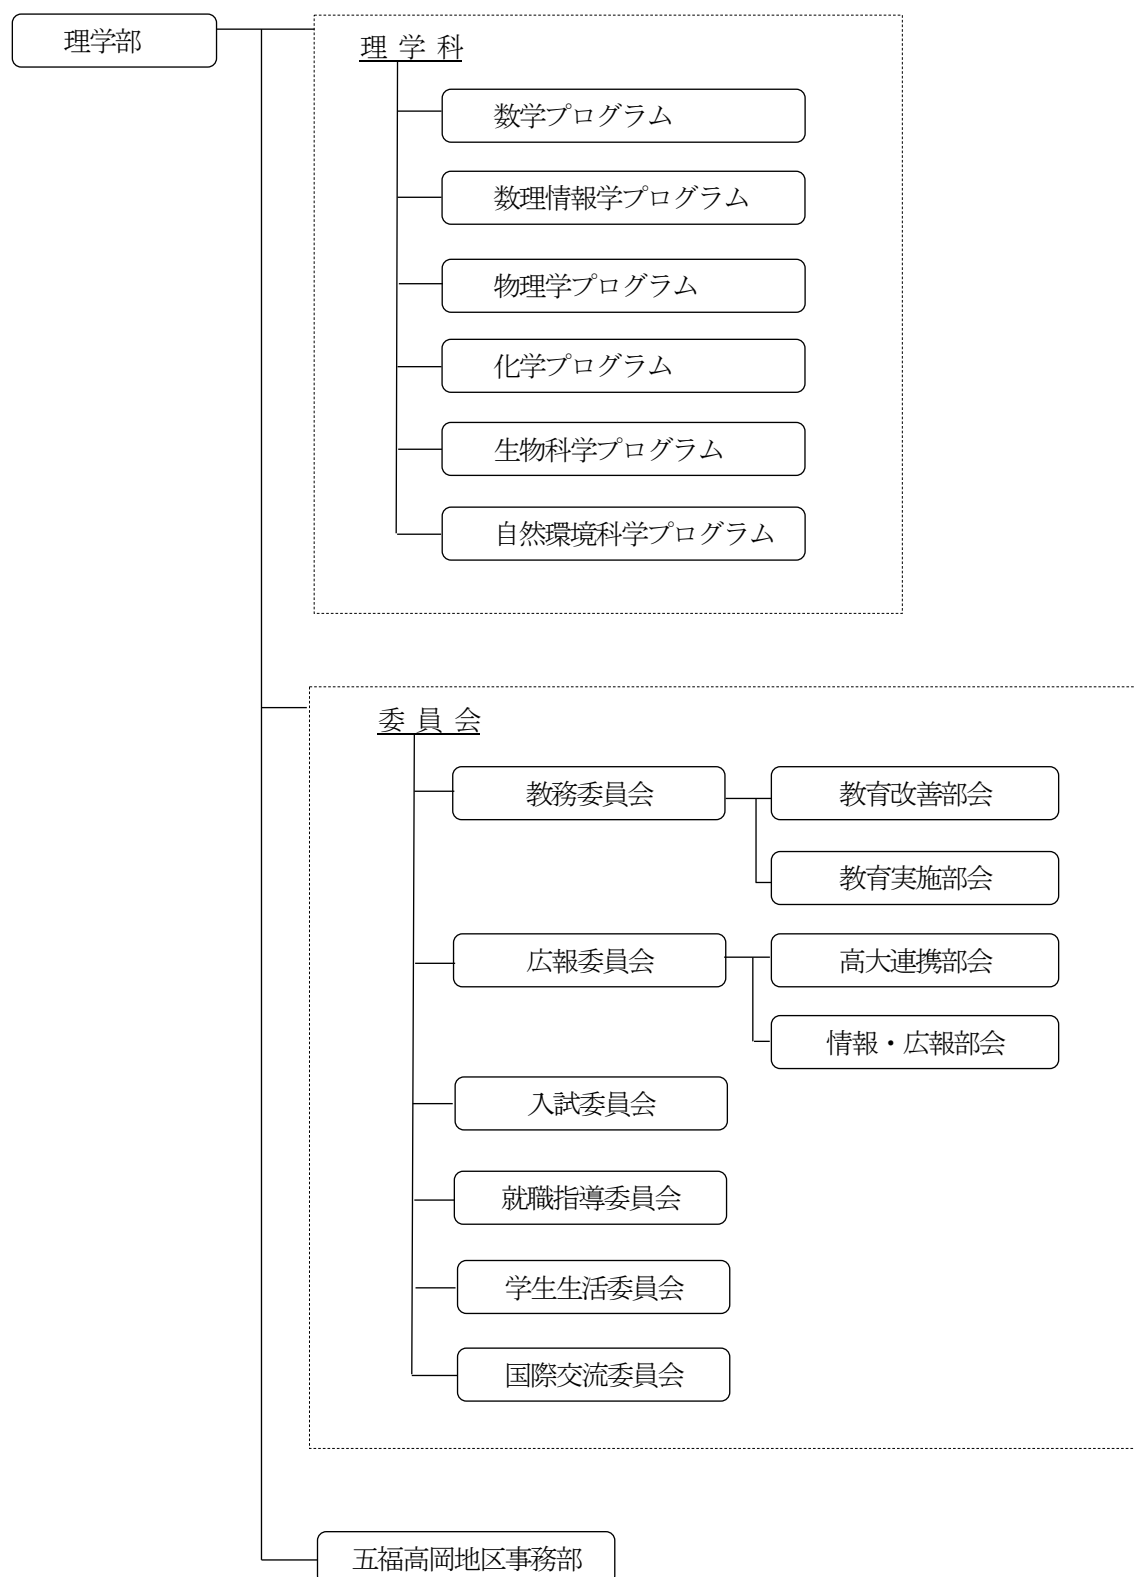 理学部
理 学 科
数学プログラム
数理情報学プログラム
物理学プログラム
化学プログラム
生物科学プログラム
自然環境科学プログラム
委 員 会
教務委員会
教育改善部会
教育実施部会
広報委員会
高大連携部会
情報・広報部会
入試委員会
就職指導委員会
学生生活委員会
国際交流委員会
五福高岡地区事務部